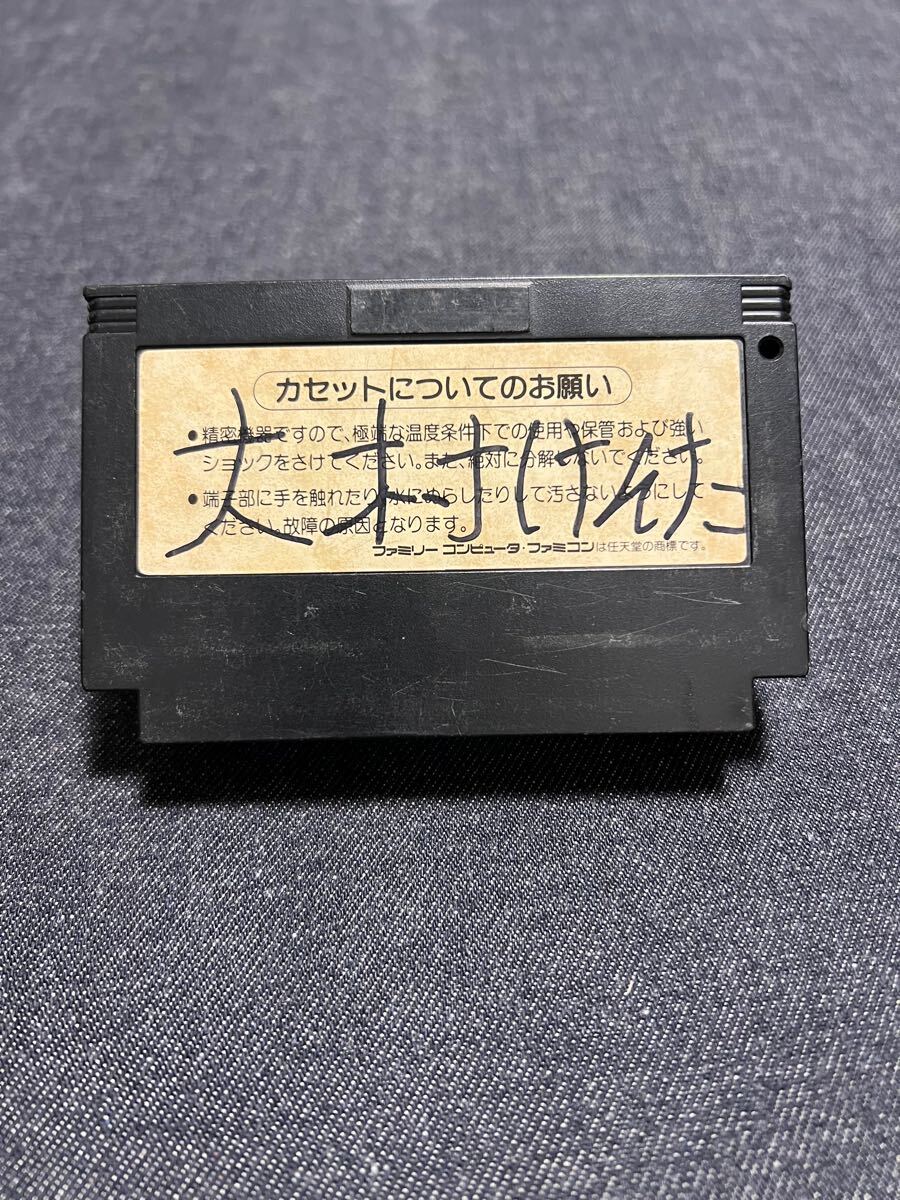 カセットについてのお願い
●精密機器ですので、極端な温度条件下での使用や保管および強い
ショックをさけてください。また、絶対に分解しないでください。
●端子部に手を触れたり、水にぬらしたりして汚さないようにして
ください。故障の原因となります。
ファミリーコンピュータ・ファミコンは任天堂の商標です。
文村けんた